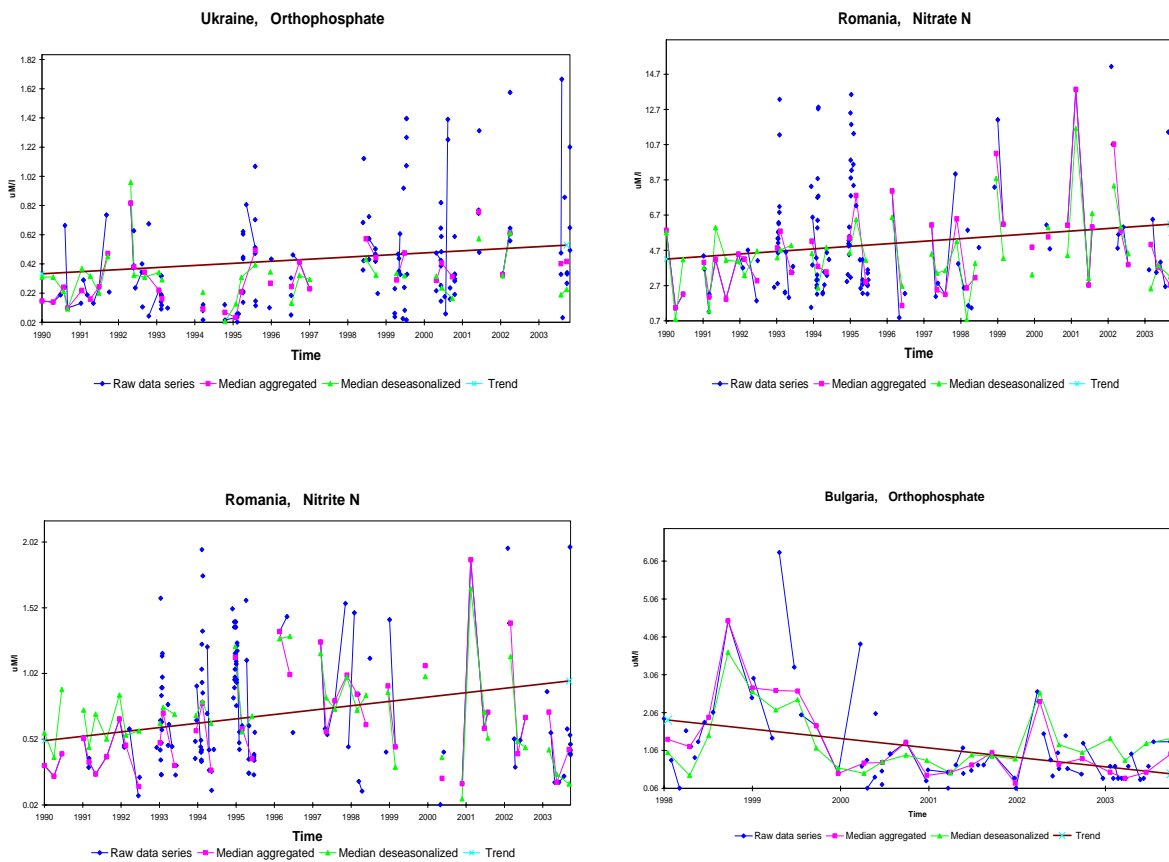 Ukraine, Orthophosphate
1.82
1.62
1.42
1.22
1.02
0.82
0.62
0.42
0.22
0.02
uM/l
1990 1991 1992 1993 1994 1995 1996 1997 1998 1999 2000 2001 2002 2003
Time
Raw data series Median aggregated Median deseasonalized Trend
Romania, Nitrate N
14.7
12.7
10.7
8.7
6.7
4.7
2.7
0.7
uM/l
1990 1991 1992 1993 1994 1995 1996 1997 1998 1999 2000 2001 2002 2003
Time
Raw data series Median aggregated Median deseasonalized Trend
Romania, Nitrite N
2.02
1.52
1.02
0.52
0.02
uM/l
1990 1991 1992 1993 1994 1995 1996 1997 1998 1999 2000 2001 2002 2003
Time
Raw data series Median aggregated Median deseasonalized Trend
Bulgaria, Orthophosphate
6.06
5.06
4.06
3.06
2.06
1.06
0.06
uM/l
1998 1999 2000 2001 2002 2003
Time
Raw data series Median aggregated Median deseasonalized Trend